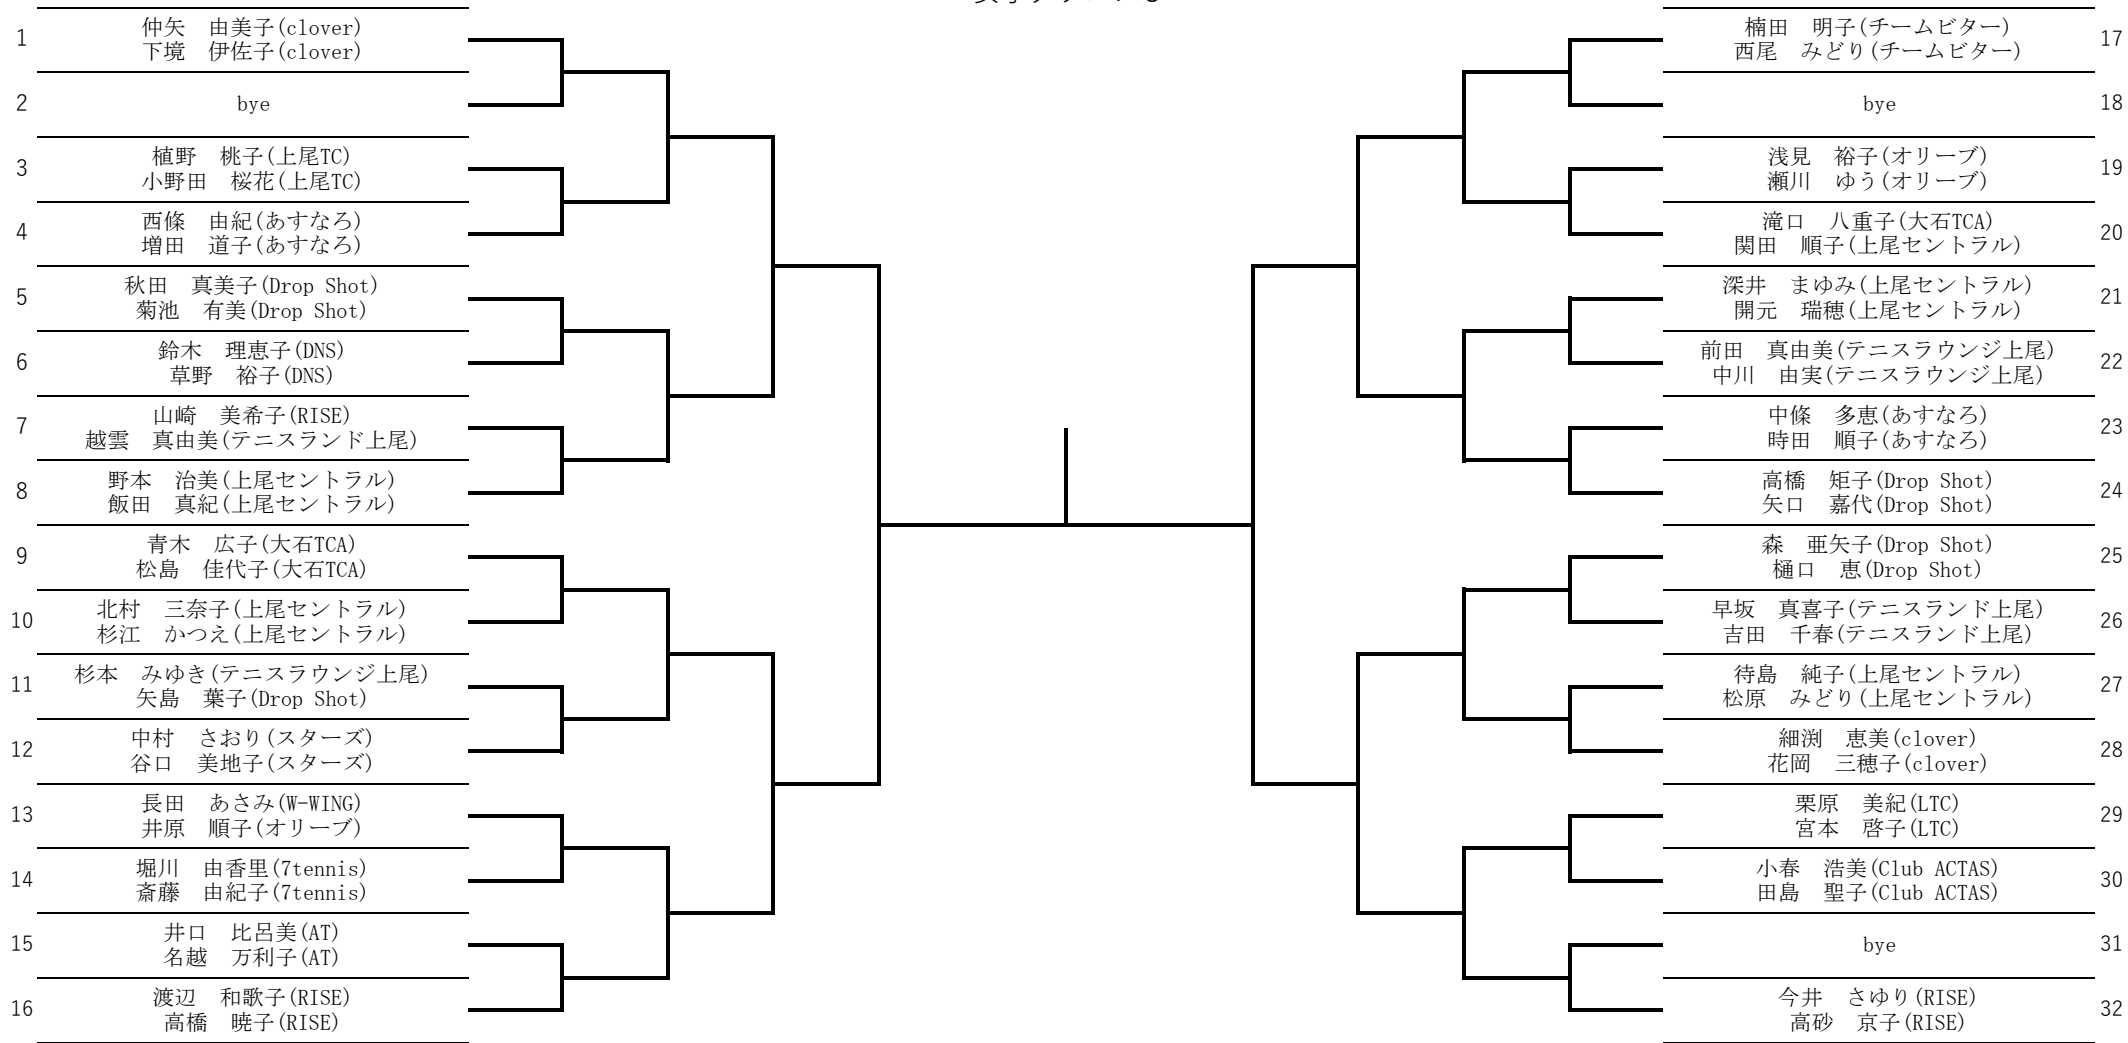 1
仲矢　由美子(clover)
下境　伊佐子(clover)
2
bye
3
植野　桃子(上尾TC)
小野田　桜花(上尾TC)
4
西條　由紀(あすなろ)
増田　道子(あすなろ)
5
秋田　真美子(Drop Shot)
菊池　有美(Drop Shot)
6
鈴木　理恵子(DNS)
草野　裕子(DNS)
7
山崎　美希子(RISE)
越雲　真由美(テニスランド上尾)
8
野本　治美(上尾セントラル)
飯田　真紀(上尾セントラル)
9
青木　広子(大石TCA)
松島　佳代子(大石TCA)
10
北村　三奈子(上尾セントラル)
杉江　かつえ(上尾セントラル)
11
杉本　みゆき(テニスラウンジ上尾)
矢島　葉子(Drop Shot)
12
中村　さおり(スターズ)
谷口　美地子(スターズ)
13
長田　あさみ(W-WING)
井原　順子(オリーブ)
14
堀川　由香里(7tennis)
斎藤　由紀子(7tennis)
15
井口　比呂美(AT)
名越　万利子(AT)
16
渡辺　和歌子(RISE)
高橋　暁子(RISE)
楠田　明子(チームビター)
西尾　みどり(チームビター)
17
bye
18
浅見　裕子(オリーブ)
瀬川　ゆう(オリーブ)
19
滝口　八重子(大石TCA)
関田　順子(上尾セントラル)
20
深井　まゆみ(上尾セントラル)
開元　瑞穂(上尾セントラル)
21
前田　真由美(テニスラウンジ上尾)
中川　由実(テニスラウンジ上尾)
22
中條　多恵(あすなろ)
時田　順子(あすなろ)
23
高橋　矩子(Drop Shot)
矢口　嘉代(Drop Shot)
24
森　亜矢子(Drop Shot)
樋口　恵(Drop Shot)
25
早坂　真喜子(テニスランド上尾)
吉田　千春(テニスランド上尾)
26
待島　純子(上尾セントラル)
松原　みどり(上尾セントラル)
27
細渕　恵美(clover)
花岡　三穂子(clover)
28
栗原　美紀(LTC)
宮本　啓子(LTC)
29
小春　浩美(Club ACTAS)
田島　聖子(Club ACTAS)
30
bye
31
今井　さゆり(RISE)
高砂　京子(RISE)
32